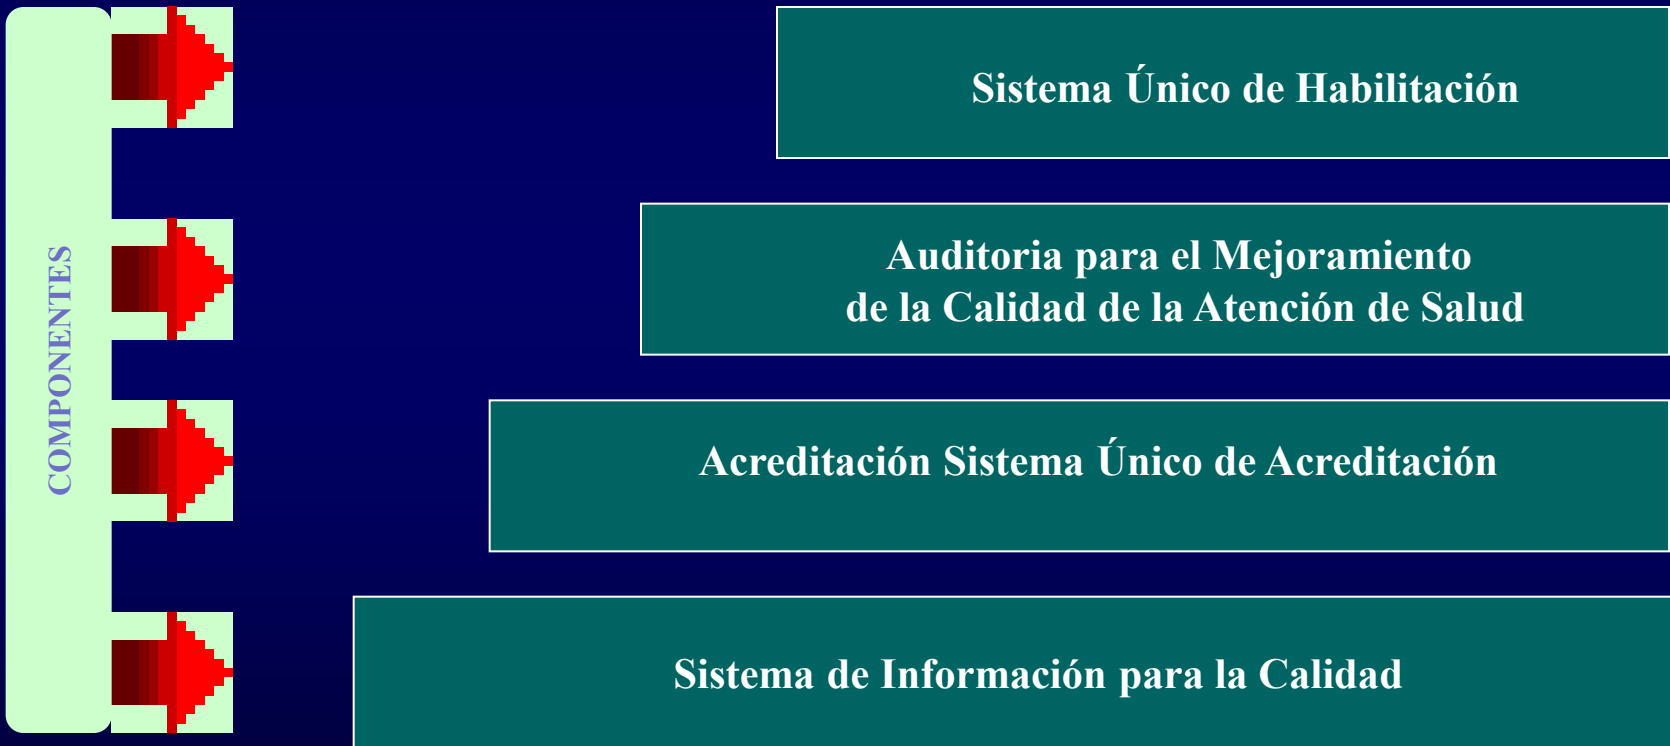 COMPONENTES
Sistema Único de Habilitación
Auditoria para el Mejoramiento
de la Calidad de la Atención de Salud
Acreditación Sistema Único de Acreditación
Sistema de Información para la Calidad